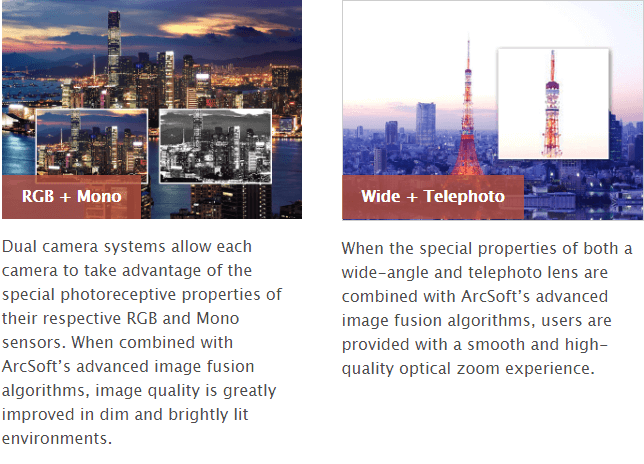 RGB + Mono
Dual camera systems allow each
camera to take advantage of the
special photoreceptive properties of
their respective RGB and Mono
sensors. When combined with
ArcSoft's advanced image fusion
algorithms, image quality is greatly
improved in dim and brightly lit
environments.
Wide + Telephoto
When the special properties of both a
wide-angle and telephoto lens are
combined with ArcSoft's advanced
image fusion algorithms, users are
provided with a smooth and high-
quality optical zoom experience.